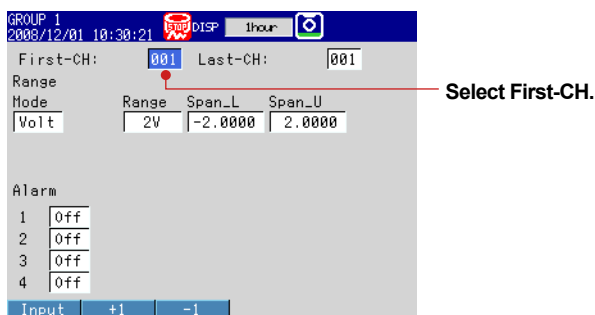 GROUP 1
2008/12/01 10:30:21 STOP DISP 1hour
First-CH: 001 Last-CH: 001
Select First-CH.
Range
Mode Range Span_L Span_U
Volt 2V -2.0000 2.0000
Alarm
1 Off
2 Off
3 Off
4 Off
Input +1 -1